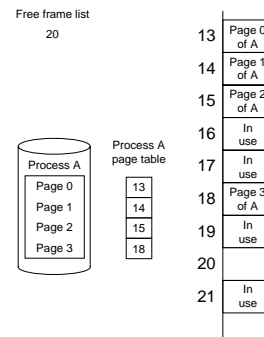 Free frame list
20
Process A
Page 0
Page 1
Page 2
Page 3
Process A
page table
13
14
15
18
13
Page 0
of A
14
Page 1
of A
15
Page 2
of A
16
In
use
17
In
use
18
Page 3
of A
19
In
use
20
21
In
use